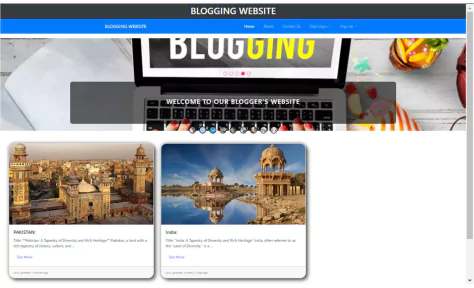 BLOGGING WEBSITE
BLOGGING WEBSITE Home About Contact Us User Login Sign Up
BLOGGING
WELCOME TO OUR BLOGGER'S WEBSITE
PAKISTAN:
Title: "Pakistan: A Tapestry of Diversity and Rich Heritage" Pakistan, a land with a
rich tapestry of history, culture, and ...
See More
India:
Title: "India: A Tapestry of Diversity and Rich Heritage" India, often referred to as
the "Land of Diversity," is a ...
See More